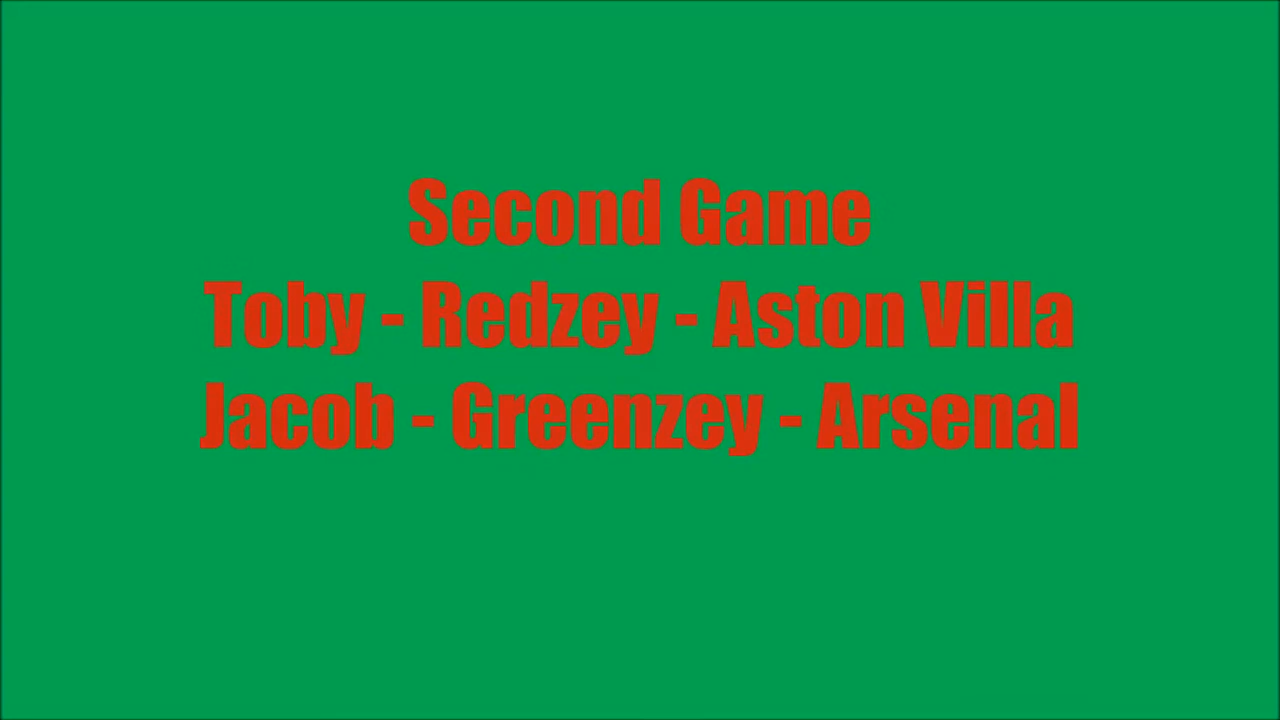 Second Game
Toby - Redzey - Aston Villa
Jacob - Greenzey - Arsenal